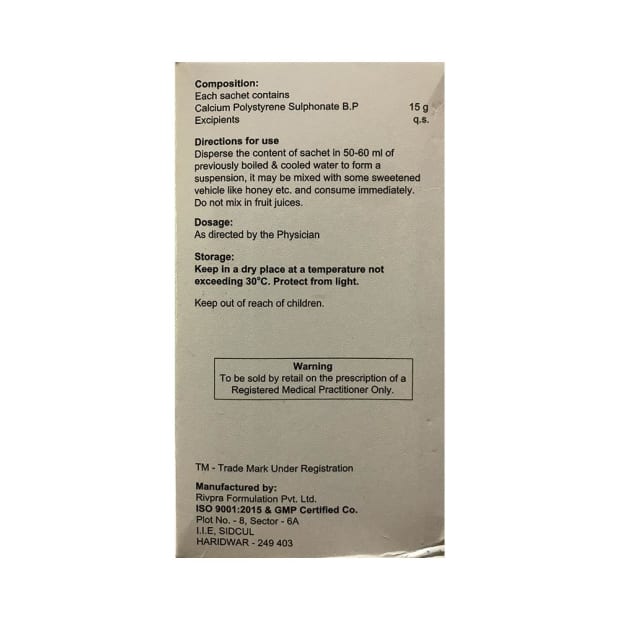 Composition:
Each sachet contains
Calcium Polystyrene Sulphonate B.P 15 g
Excipients q.s.
Directions for use
Disperse the content of sachet in 50-60 ml of
previously boiled & cooled water to form a
suspension, it may be mixed with some sweetened
vehicle like honey etc. and consume immediately.
Do not mix in fruit juices.
Dosage:
As directed by the Physician
Storage:
Keep in a dry place at a temperature not
exceeding 30°C. Protect from light.
Keep out of reach of children.
Warning
To be sold by retail on the prescription of a
Registered Medical Practitioner Only.
TM - Trade Mark Under Registration
Manufactured by:
Rivpra Formulation Pvt. Ltd.
ISO 9001:2015 & GMP Certified Co.
Plot No. - 8, Sector - 6A
I.I.E, SIDCUL
HARIDWAR - 249 403